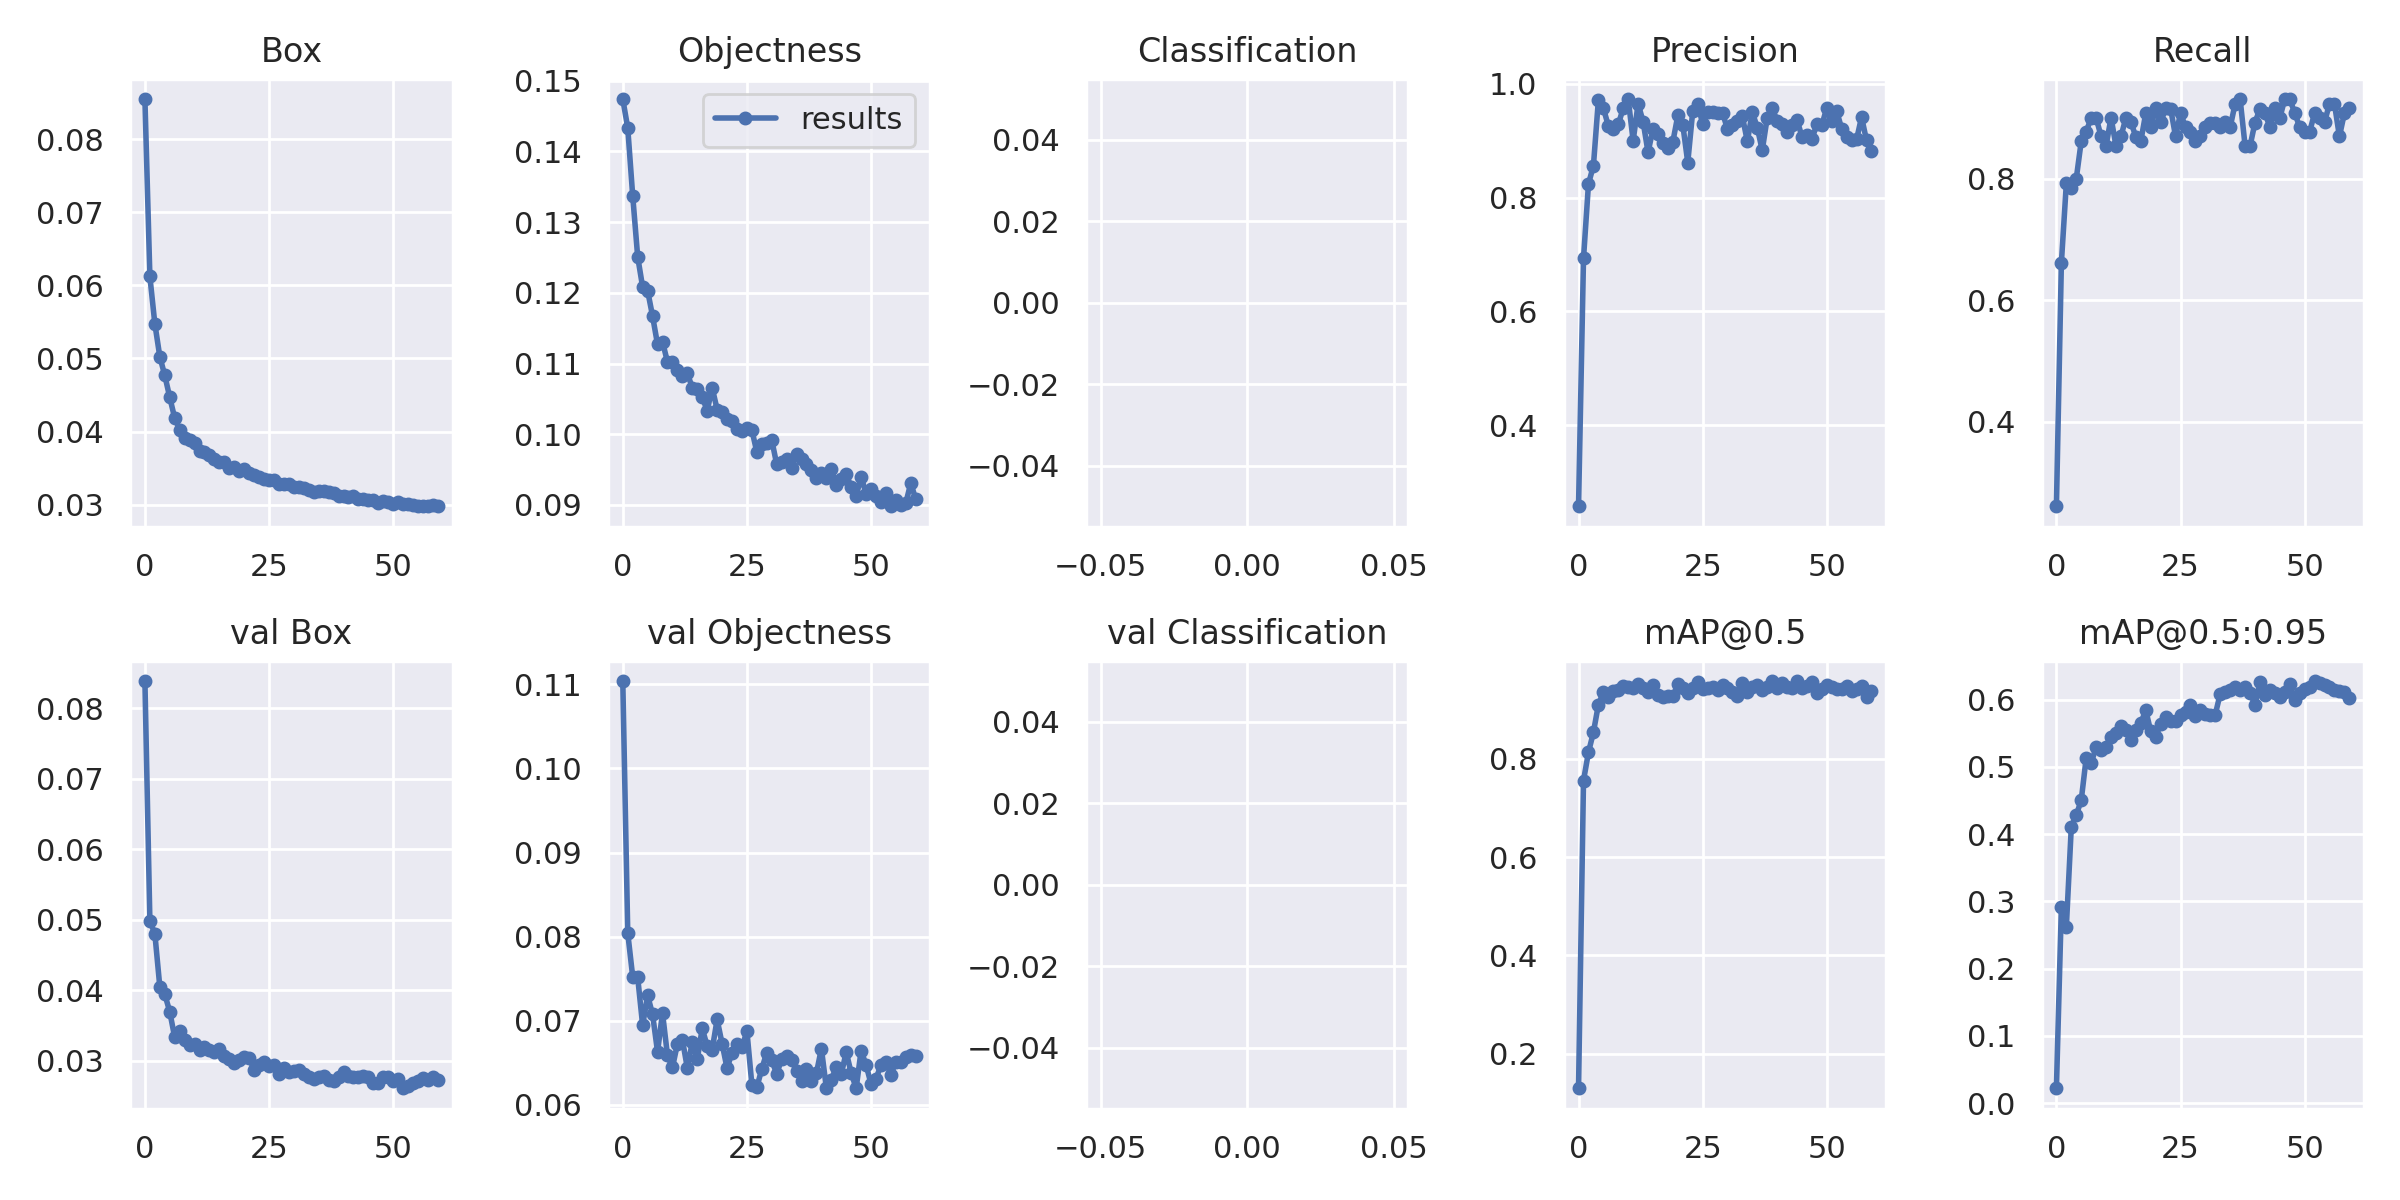 Box
Objectness
Classification
Precision
Recall
0.08
0.07
0.06
0.05
0.04
0.03
0 25 50
0.15
0.14
0.13
0.12
0.11
0.10
0.09
results
0 25 50
0.04
0.02
0.00
−0.02
−0.04
−0.05 0.00 0.05
1.0
0.8
0.6
0.4
0 25 50
0.8
0.6
0.4
0 25 50
val Box
val Objectness
val Classification
mAP@0.5
mAP@0.5:0.95
0.08
0.07
0.06
0.05
0.04
0.03
0 25 50
0.11
0.10
0.09
0.08
0.07
0.06
0 25 50
0.04
0.02
0.00
−0.02
−0.04
−0.05 0.00 0.05
0.8
0.6
0.4
0.2
0 25 50
0.6
0.5
0.4
0.3
0.2
0.1
0.0
0 25 50